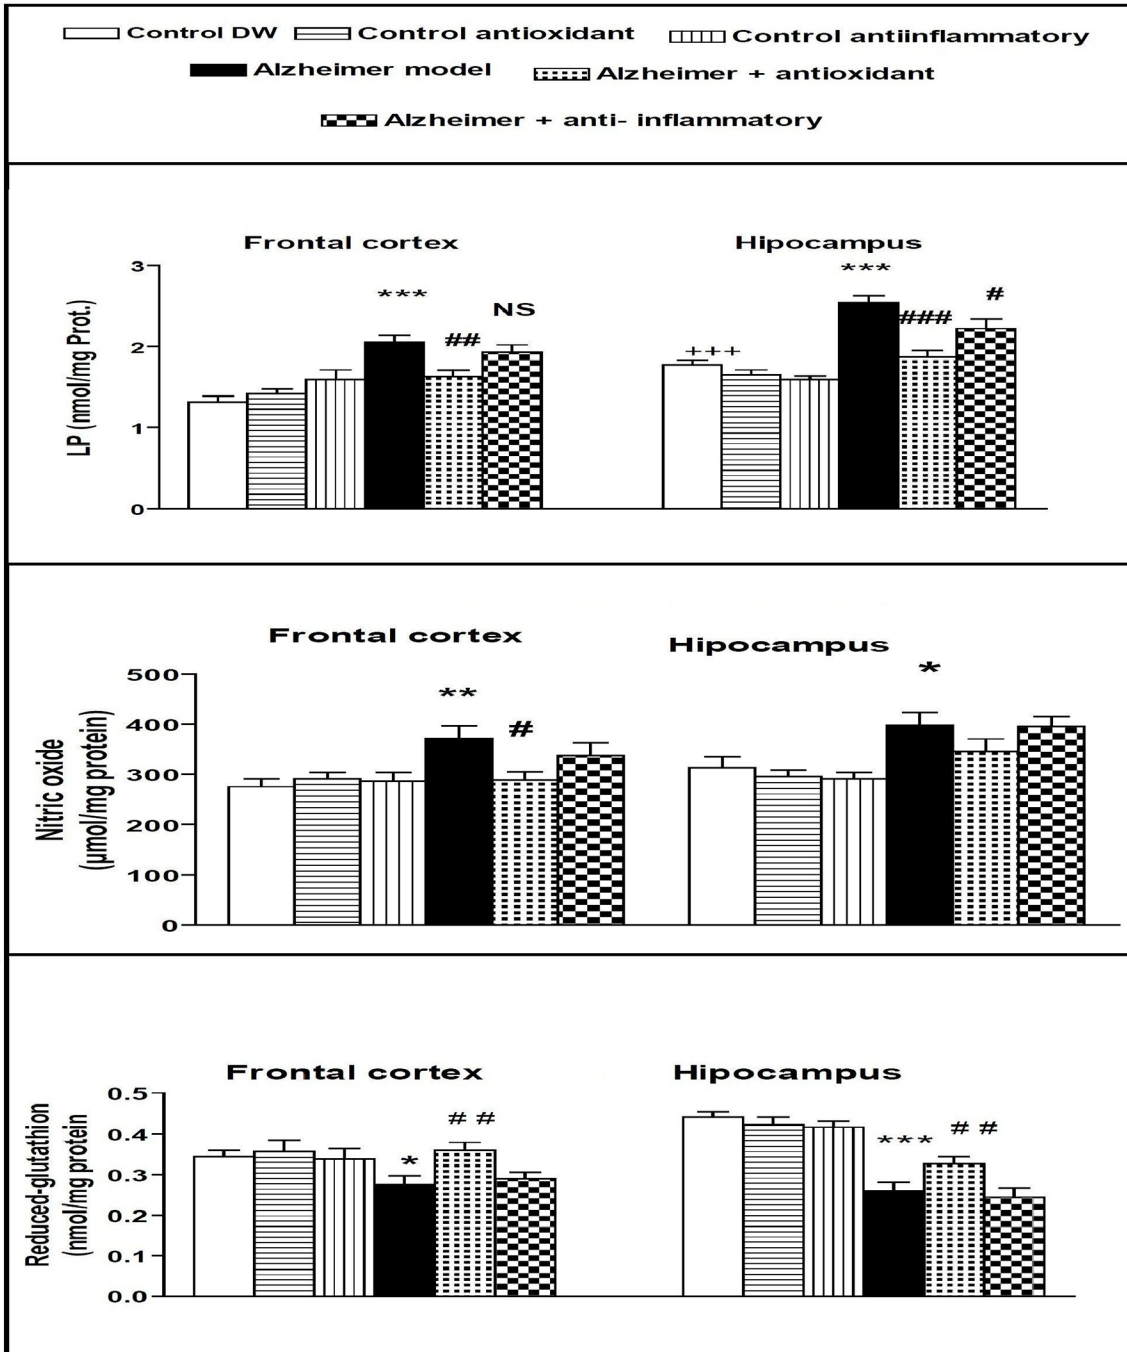 Control DW Control antioxidant Control antiinflammatory
Alzheimer model Alzheimer + antioxidant
Alzheimer + anti- inflammatory
Frontal cortex Hipocampus
LP (nmol/mg Prot.)
3
2
1
0
*** ## NS
+++ *** ### #
Frontal cortex Hipocampus
Nitric oxide
(μmol/mg protein)
500
400
300
200
100
0
** # *
Frontal cortex Hipocampus
Reduced-glutathion
(nmol/mg protein
0.5
0.4
0.3
0.2
0.1
0.0
* # # *** # #